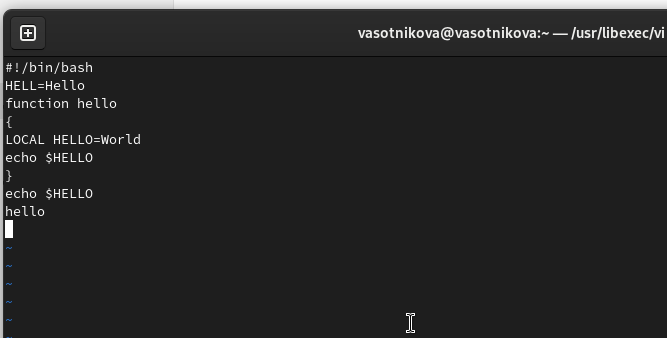 vasotnikova@vasotnikova:~ — /usr/libexec/vi
#!/bin/bash
HELL=Hello
function hello
{
LOCAL HELLO=World
echo $HELLO
}
echo $HELLO
hello
~
~
~
~
~
~